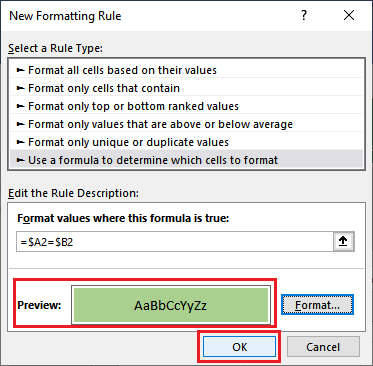 New Formatting Rule
?
Select a Rule Type:
► Format all cells based on their values
► Format only cells that contain
► Format only top or bottom ranked values
► Format only values that are above or below average
► Format only unique or duplicate values
► Use a formula to determine which cells to format
Edit the Rule Description:
Format values where this formula is true:
=$A2=$B2
Preview: AaBbCcYyZz Format...
OK Cancel